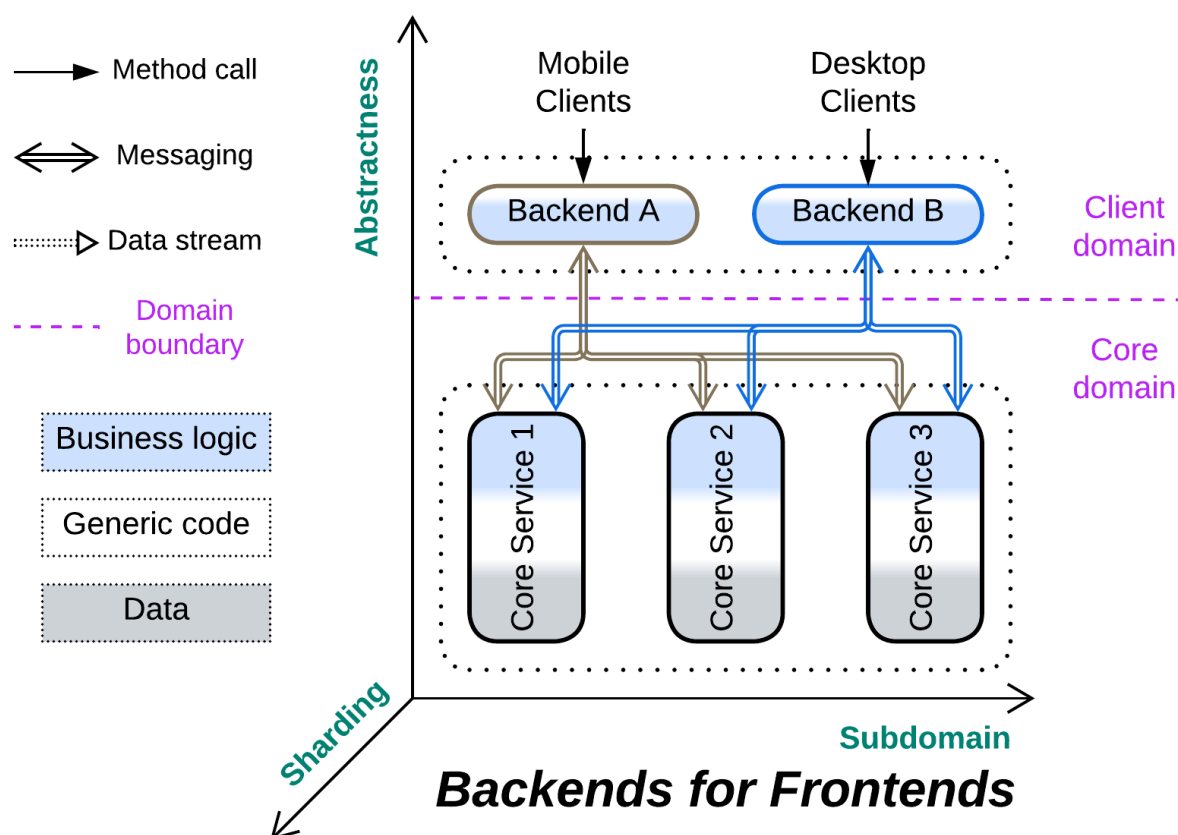 Method call
Messaging
Data stream
Domain
boundary
Business logic
Generic code
Data
Abstractness
Mobile
Clients
Desktop
Clients
Backend A
Backend B
Client
domain
Core
domain
Core Service 1
Core Service 2
Core Service 3
Sharding
Subdomain
Backends for Frontends